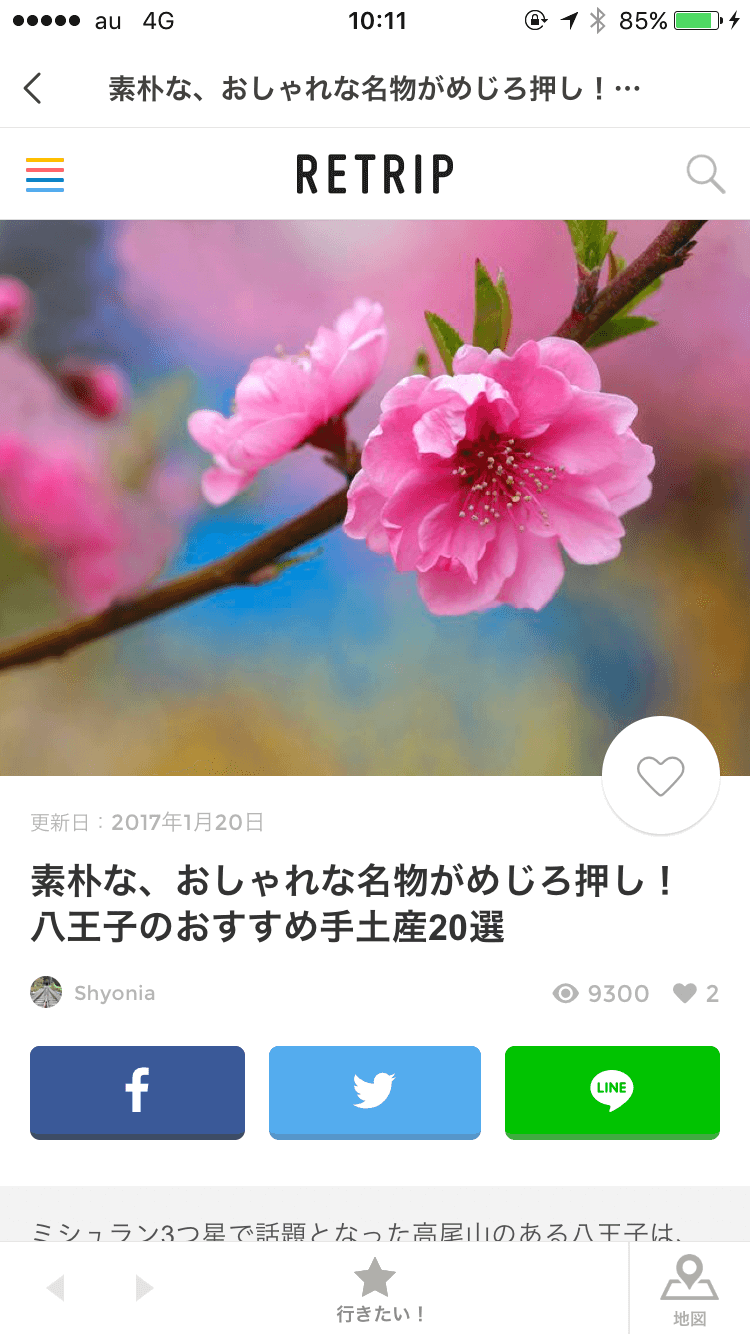 au 4G 10:11 85%
素朴な、おしゃれな名物がめじろ押し！…
RETRIP
更新日：2017年1月20日
素朴な、おしゃれな名物がめじろ押し！
八王子のおすすめ手土産20選
Shyonia 9300 2
f LINE
ミシュラン3つ星で話題となった高尾山のある八王子は、
行きたい！ 地図